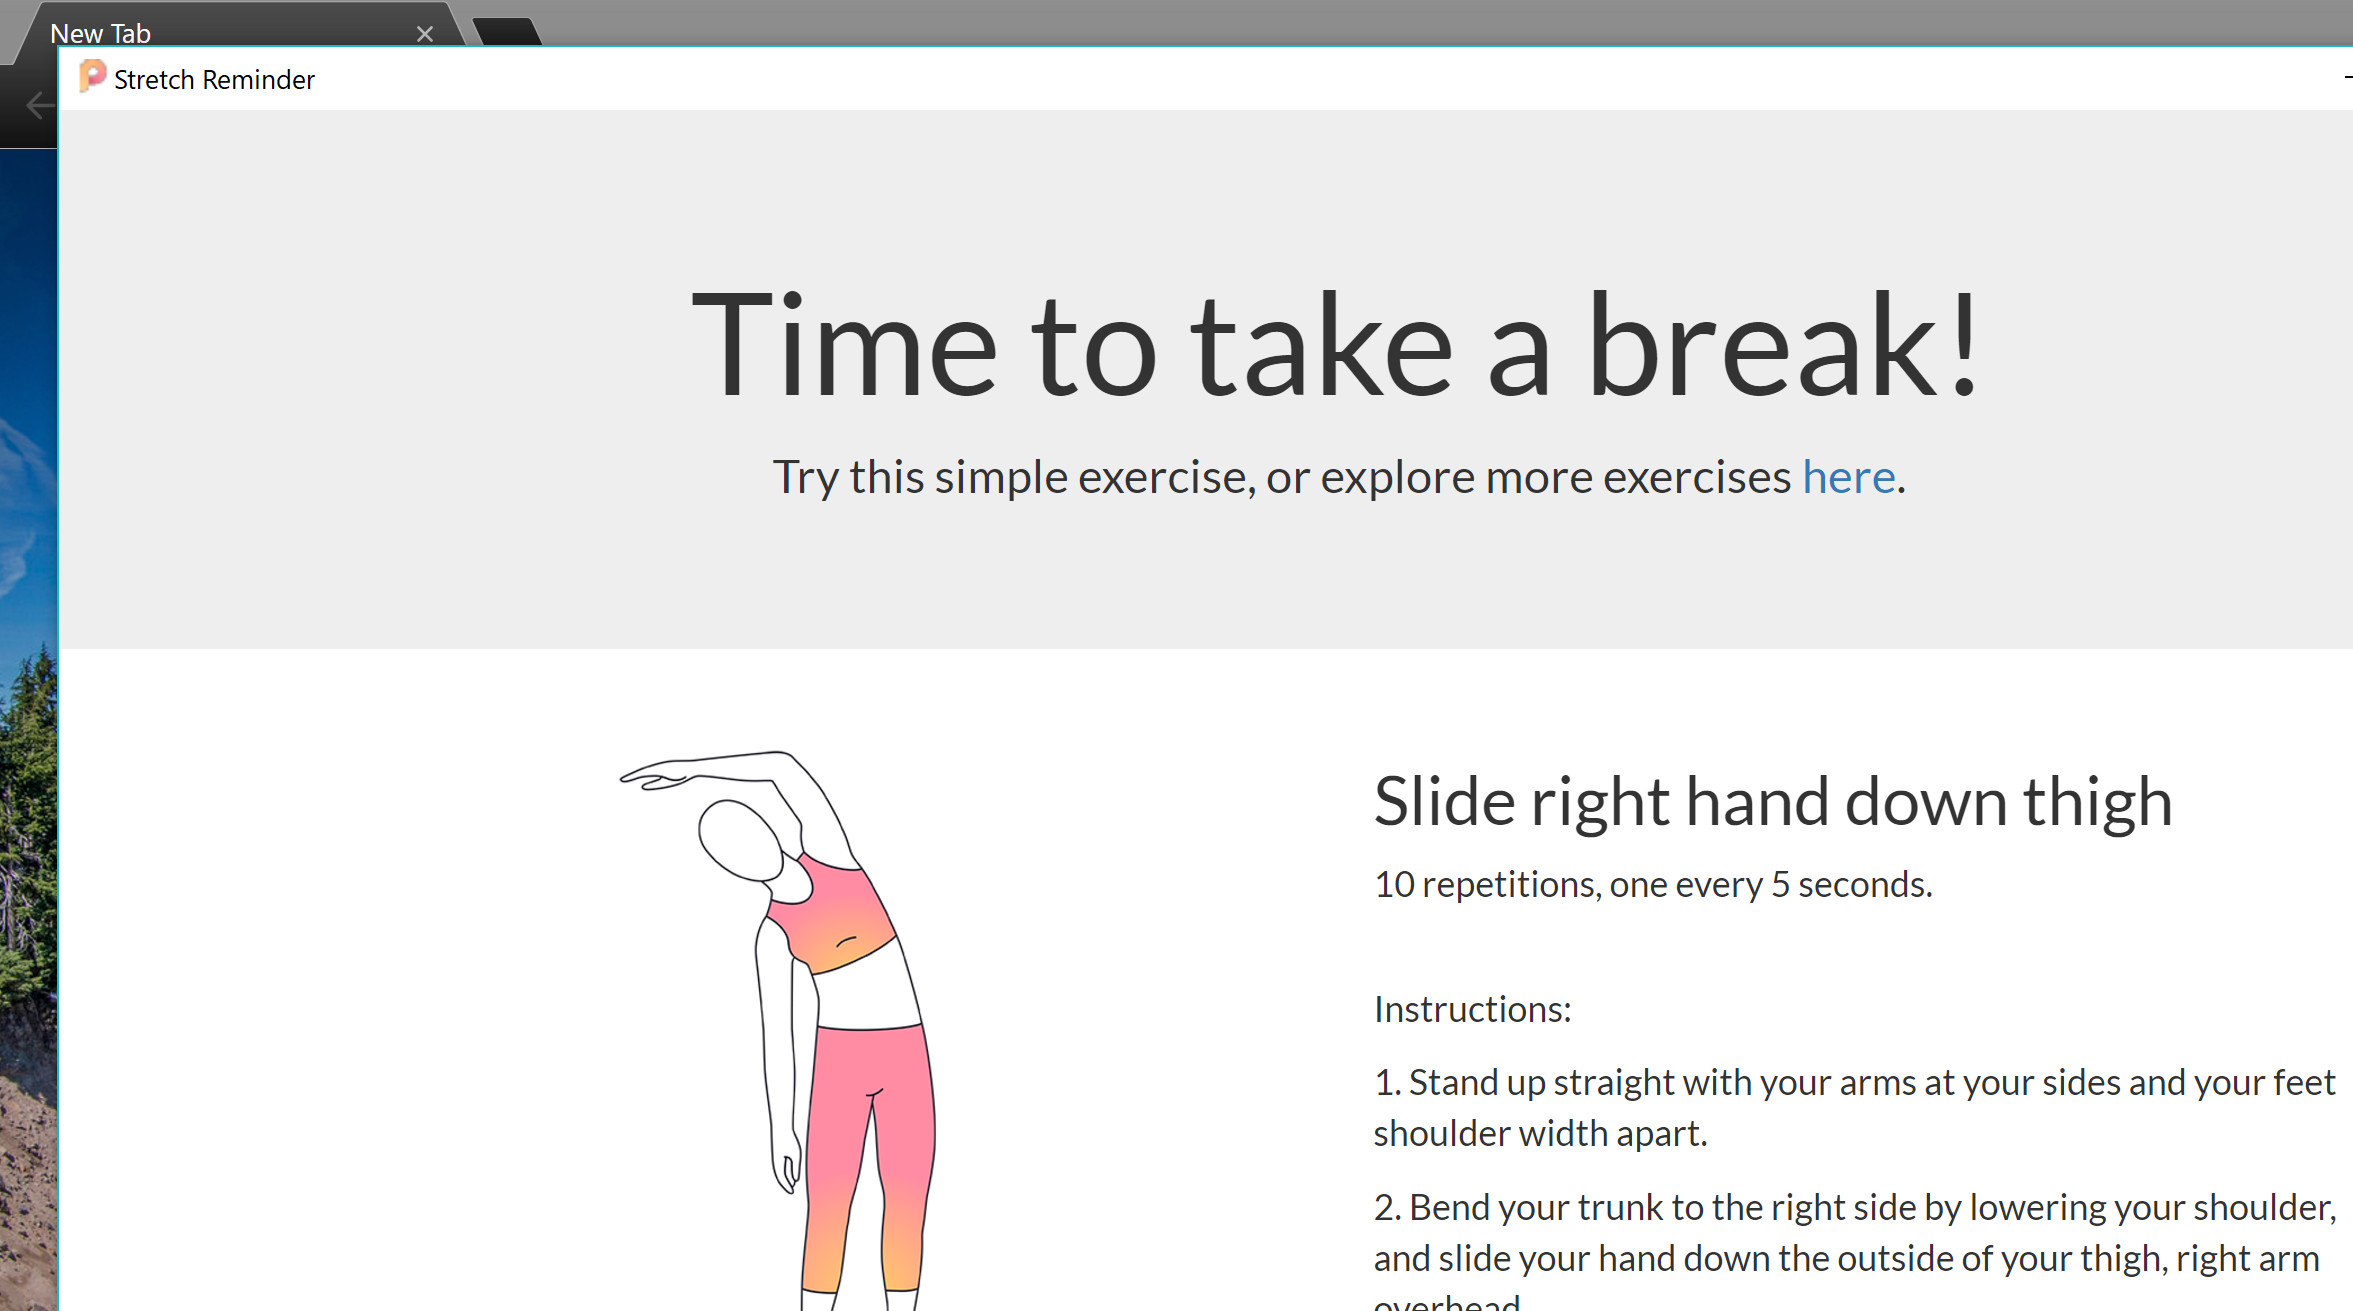 New Tab
Stretch Reminder
Time to take a break!
Try this simple exercise, or explore more exercises here.
Slide right hand down thigh
10 repetitions, one every 5 seconds.
Instructions:
1. Stand up straight with your arms at your sides and your feet
shoulder width apart.
2. Bend your trunk to the right side by lowering your shoulder,
and slide your hand down the outside of your thigh, right arm
overhead.